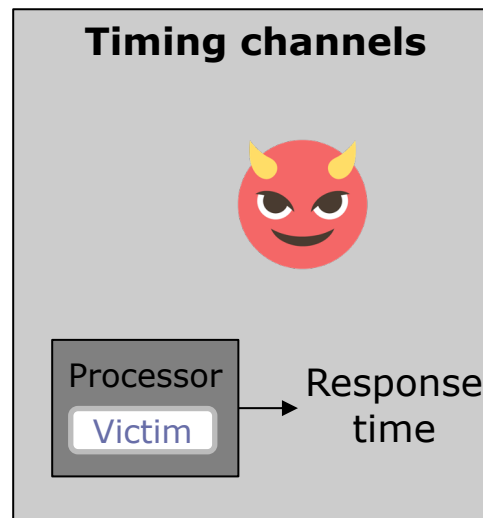 Timing channels
Processor
Victim
Response
time